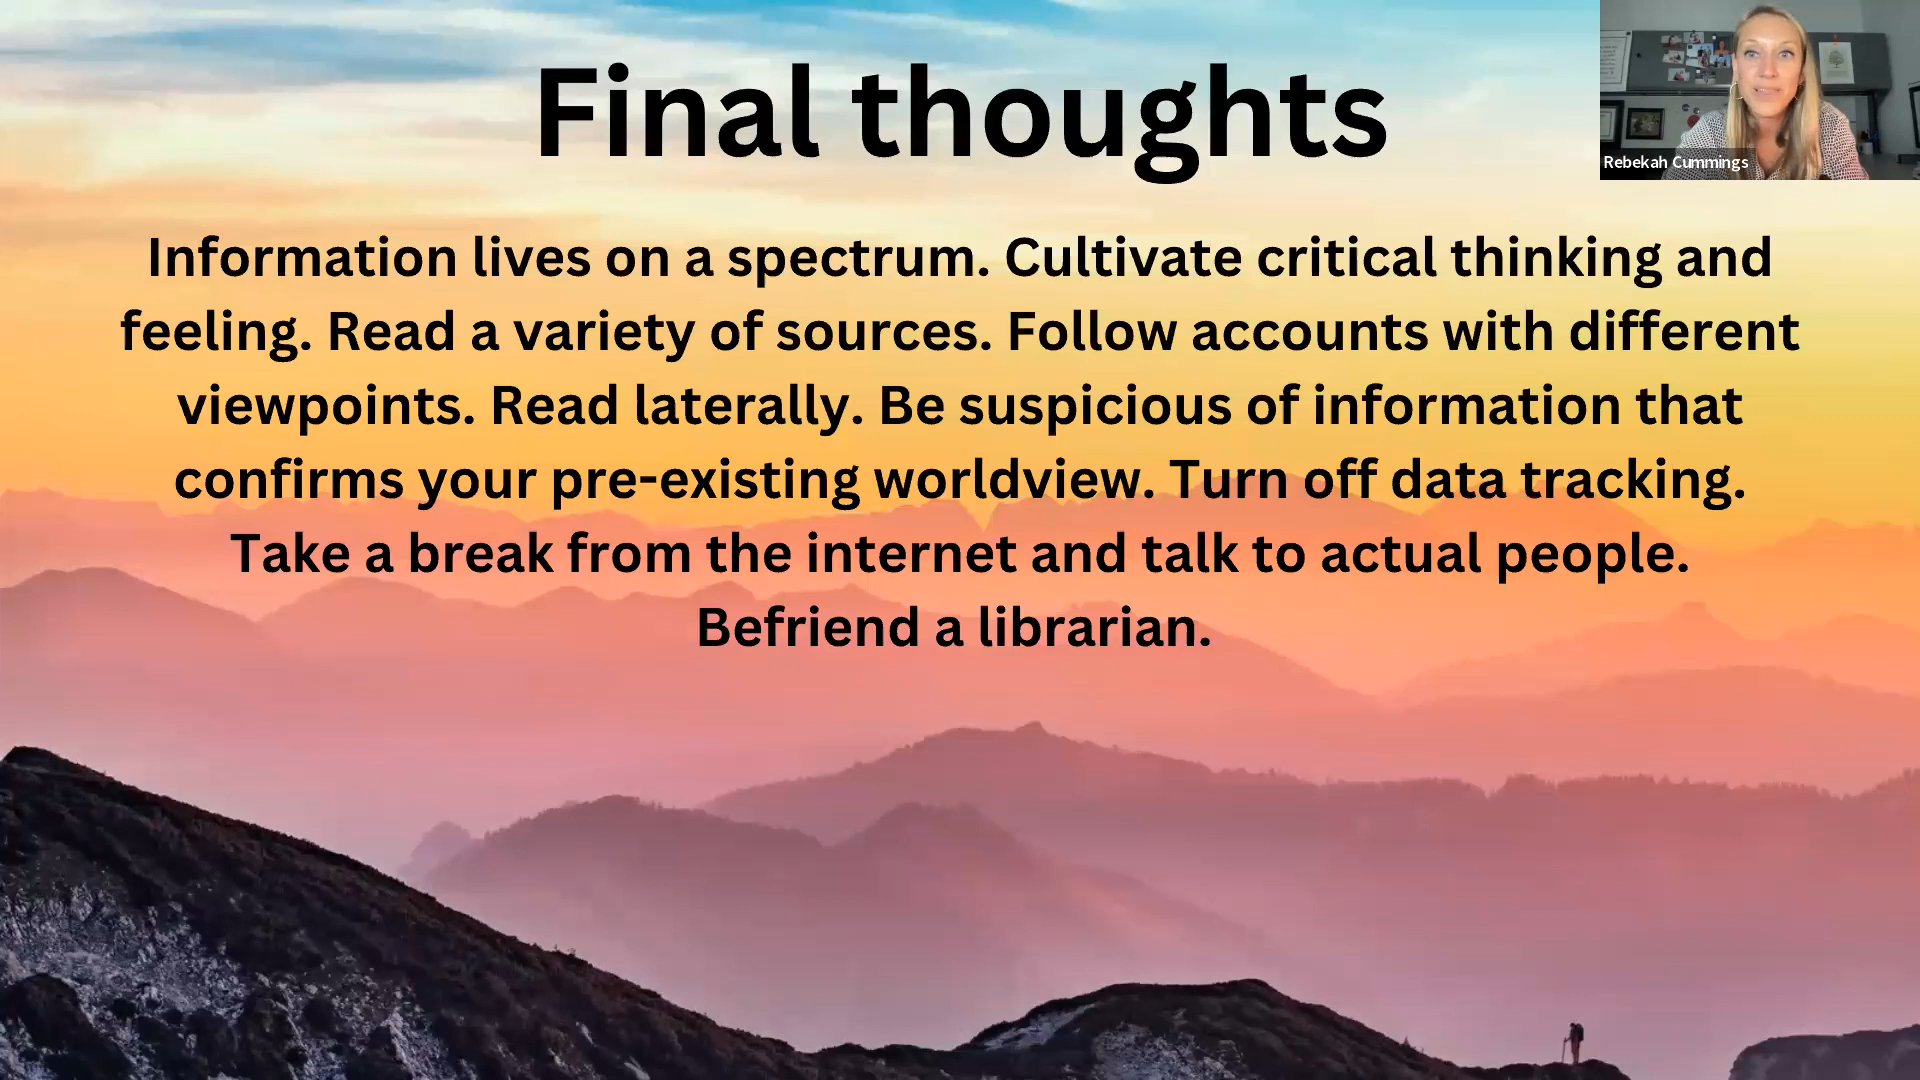 Final thoughts
Rebekah Cummings
Information lives on a spectrum. Cultivate critical thinking and
feeling. Read a variety of sources. Follow accounts with different
viewpoints. Read laterally. Be suspicious of information that
confirms your pre-existing worldview. Turn off data tracking.
Take a break from the internet and talk to actual people.
Befriend a librarian.